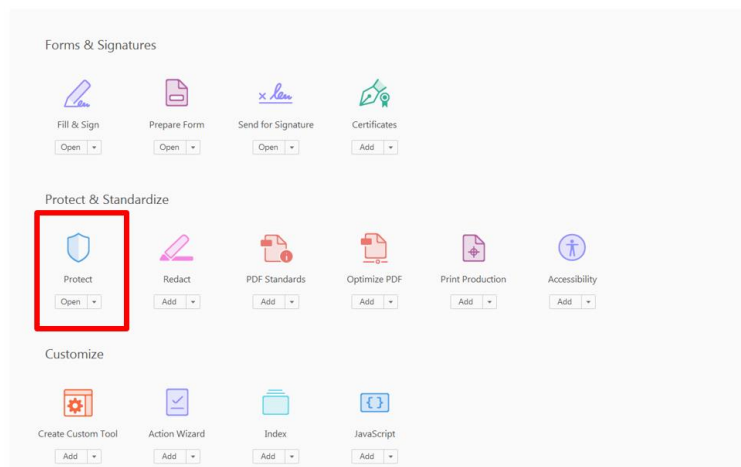 Forms & Signatures
Fill & Sign Prepare Form Send for Signature Certificates
Open Open Open Add
Protect & Standardize
Protect Redact PDF Standards Optimize PDF Print Production Accessibility
Open Add Add Add Add Add
Customize
Create Custom Tool Action Wizard Index JavaScript
Add Add Add Add